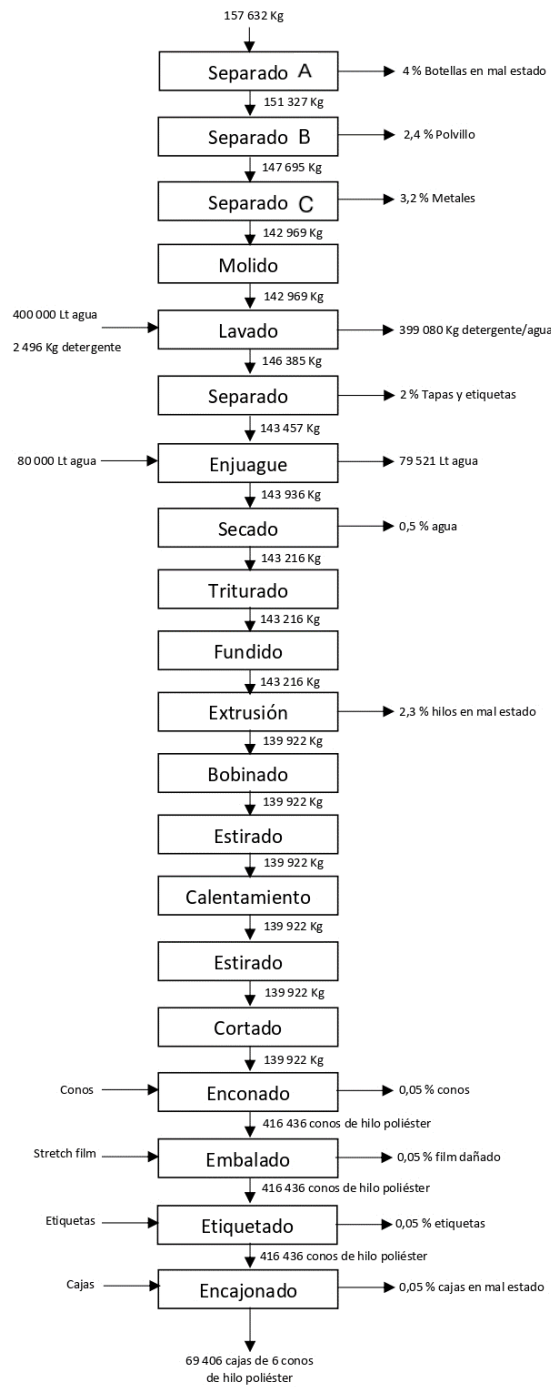 157 632 Kg
Separado A
4 % Botellas en mal estado
151 327 Kg
Separado B
2,4 % Polvillo
147 695 Kg
Separado C
3,2 % Metales
142 969 Kg
Molido
142 969 Kg
400 000 Lt agua
2 496 Kg detergente
Lavado
399 080 Kg detergente/agua
146 385 Kg
Separado
2 % Tapas y etiquetas
143 457 Kg
80 000 Lt agua
Enjuague
79 521 Lt agua
143 936 Kg
Secado
0,5 % agua
143 216 Kg
Triturado
143 216 Kg
Fundido
143 216 Kg
Extrusión
2,3 % hilos en mal estado
139 922 Kg
Bobinado
139 922 Kg
Estirado
139 922 Kg
Calentamiento
139 922 Kg
Estirado
139 922 Kg
Cortado
139 922 Kg
Conos
Enconado
0,05 % conos
416 436 conos de hilo poliéster
Stretch film
Embalado
0,05 % film dañado
416 436 conos de hilo poliéster
Etiquetas
Etiquetado
0,05 % etiquetas
416 436 conos de hilo poliéster
Cajas
Encajonado
0,05 % cajas en mal estado
69 406 cajas de 6 conos
de hilo poliéster